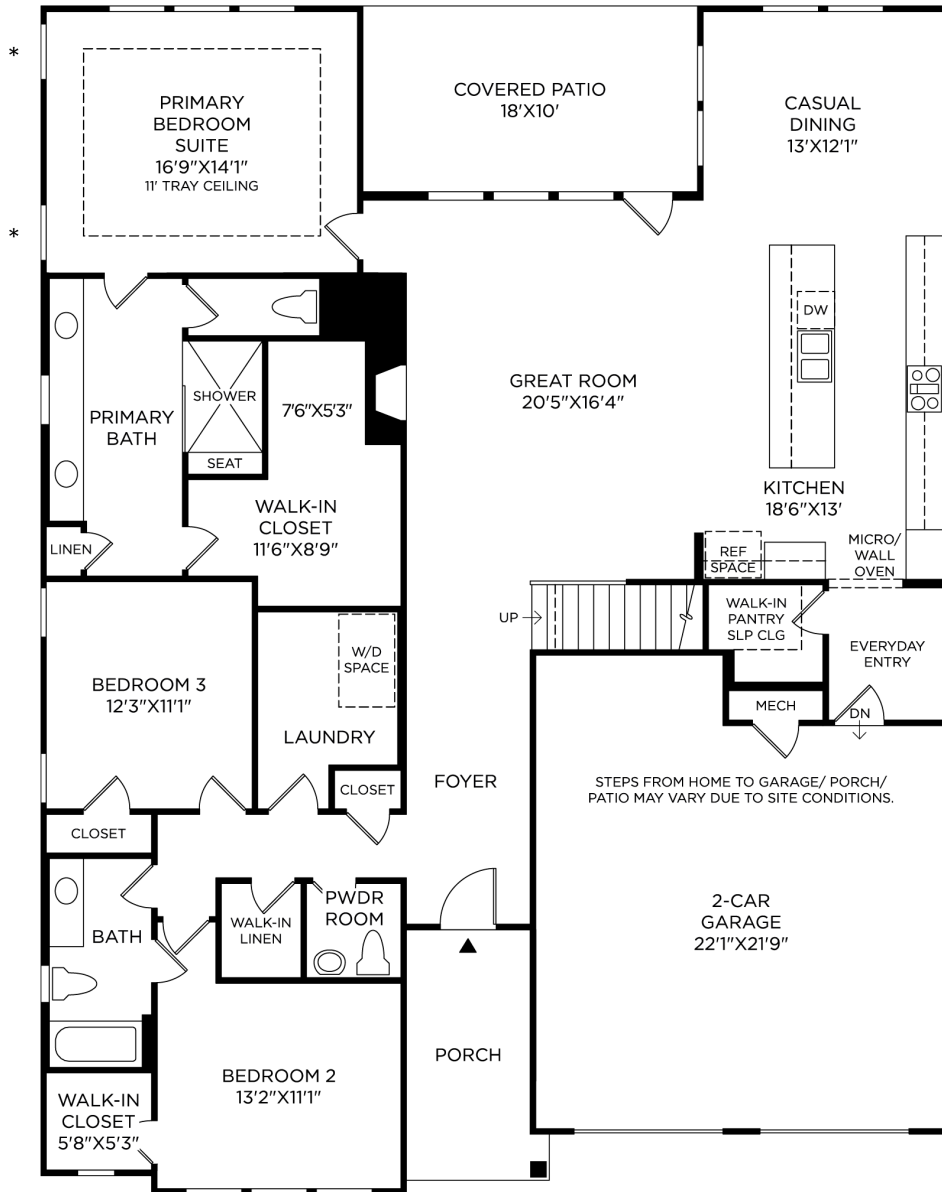 *
PRIMARY
BEDROOM
SUITE
16'9"X14'1"
11' TRAY CEILING
COVERED PATIO
18'X10'
CASUAL
DINING
13'X12'1"
*
DW
GREAT ROOM
20'5"X16'4"
SHOWER
7'6"X5'3"
PRIMARY
BATH
SEAT
KITCHEN
18'6"X13'
WALK-IN
CLOSET
11'6"X8'9"
LINEN
REF
SPACE
MICRO/
WALL
OVEN
UP
WALK-IN
PANTRY
SLP CLG
EVERYDAY
ENTRY
W/D
SPACE
BEDROOM 3
12'3"X11'1"
MECH
DN
LAUNDRY
FOYER
CLOSET
STEPS FROM HOME TO GARAGE/ PORCH/
PATIO MAY VARY DUE TO SITE CONDITIONS.
CLOSET
BATH
WALK-IN
LINEN
PWDR
ROOM
2-CAR
GARAGE
22'1"X21'9"
PORCH
BEDROOM 2
13'2"X11'1"
WALK-IN
CLOSET
5'8"X5'3"